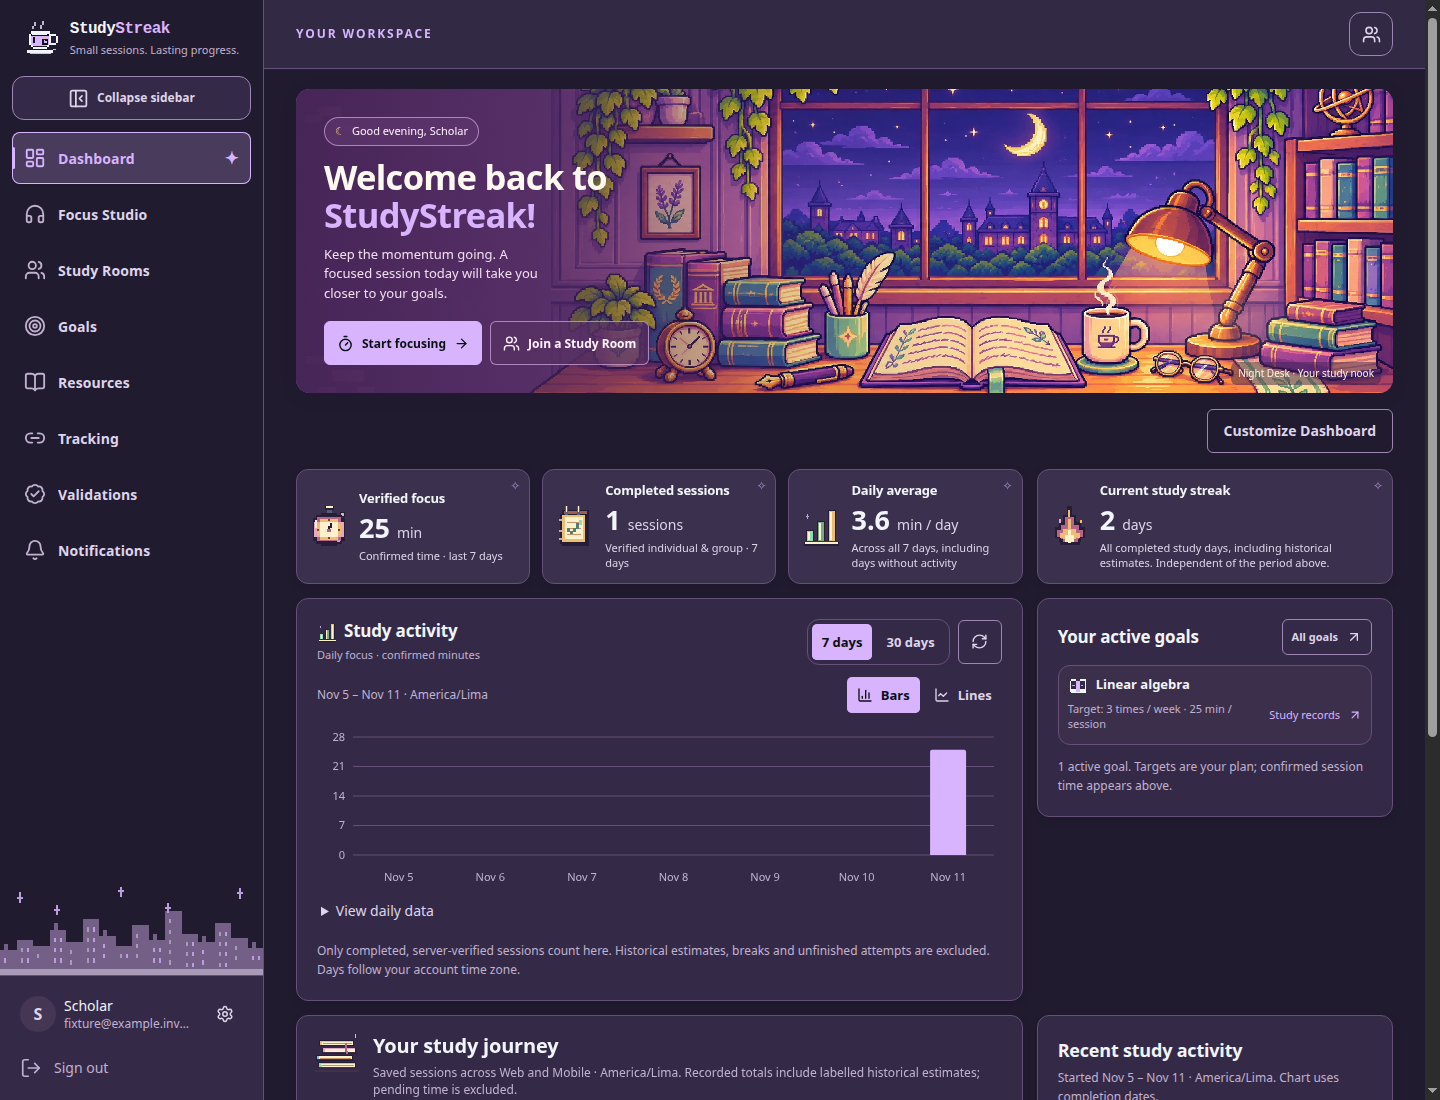 StudyStreak
Small sessions. Lasting progress.
Collapse sidebar
Dashboard
Focus Studio
Study Rooms
Goals
Resources
Tracking
Validations
Notifications
S
Scholar
fixture@example.inv...
Sign out
YOUR WORKSPACE
Good evening, Scholar
Welcome back to
StudyStreak!
Keep the momentum going. A
focused session today will take you
closer to your goals.
Start focusing
Join a Study Room
Night Desk · Your study nook
Customize Dashboard
Verified focus
25 min
Confirmed time · last 7 days
Completed sessions
1 sessions
Verified individual & group · 7
days
Daily average
3.6 min / day
Across all 7 days, including
days without activity
Current study streak
2 days
All completed study days, including historical
estimates. Independent of the period above.
Study activity
Daily focus · confirmed minutes
7 days
30 days
Nov 5 – Nov 11 · America/Lima
Bars
Lines
28
21
14
7
0
Nov 5
Nov 6
Nov 7
Nov 8
Nov 9
Nov 10
Nov 11
View daily data
Only completed, server-verified sessions count here. Historical estimates, breaks and unfinished attempts are excluded.
Days follow your account time zone.
Your active goals
All goals
Linear algebra
Target: 3 times / week · 25 min /
session
Study records
1 active goal. Targets are your plan; confirmed session
time appears above.
Your study journey
Saved sessions across Web and Mobile · America/Lima. Recorded totals include labelled historical estimates;
pending time is excluded.
Recent study activity
Started Nov 5 – Nov 11 · America/Lima. Chart uses
completion dates.